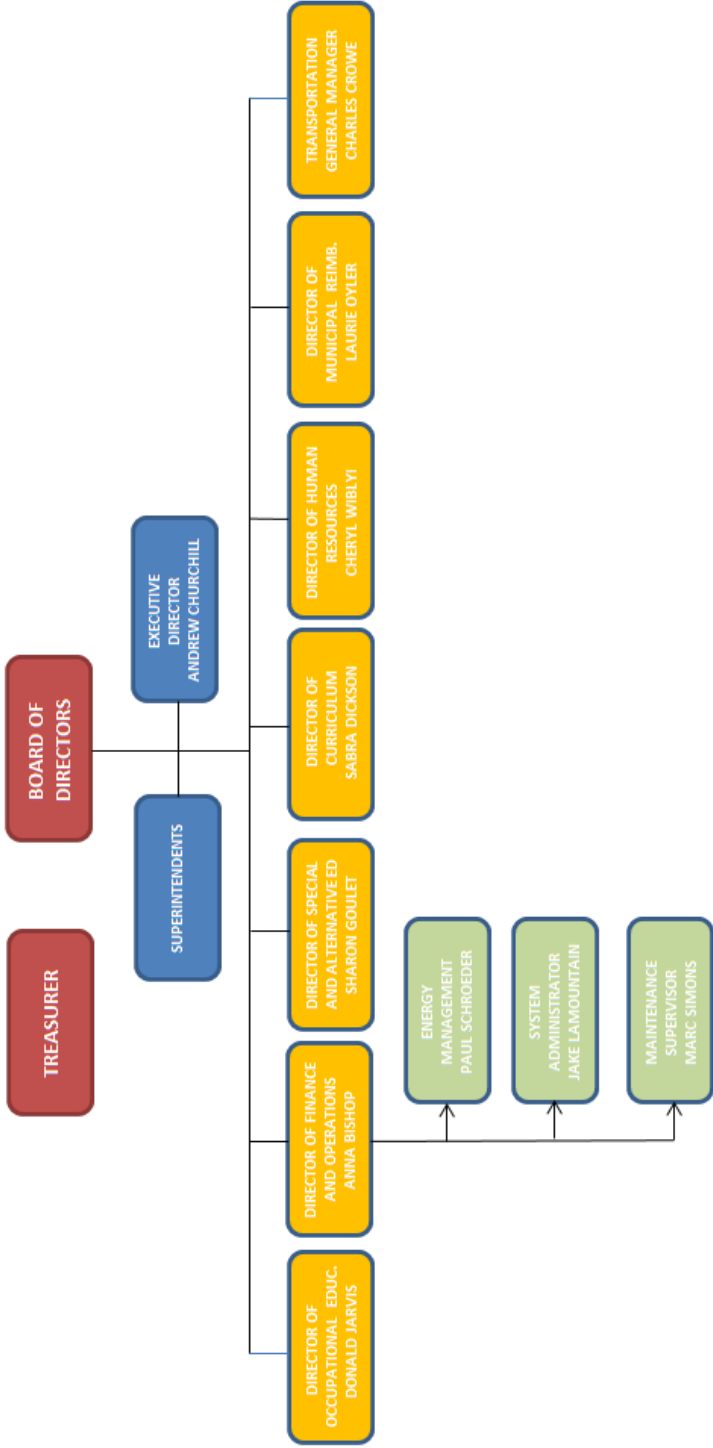 TREASURER
BOARD OF
DIRECTORS
SUPERINTENDENTS
EXECUTIVE
DIRECTOR
ANDREW CHURCHILL
DIRECTOR OF
OCCUPATIONAL EDUC.
DONALD JARVIS
DIRECTOR OF FINANCE
AND OPERATIONS
ANNA BISHOP
DIRECTOR OF SPECIAL
AND ALTERNATIVE ED
SHARON GOULET
DIRECTOR OF
CURRICULUM
SABRA DICKSON
DIRECTOR OF HUMAN
RESOURCES
CHERYL WIBLYI
DIRECTOR OF
MUNICIPAL REIMB.
LAURIE OYLER
TRANSPORTATION
GENERAL MANAGER
CHARLES CROWE
ENERGY
MANAGEMENT
PAUL SCHROEDER
SYSTEM
ADMINISTRATOR
JAKE LAMOUNTAIN
MAINTENANCE
SUPERVISOR
MARC SIMONS